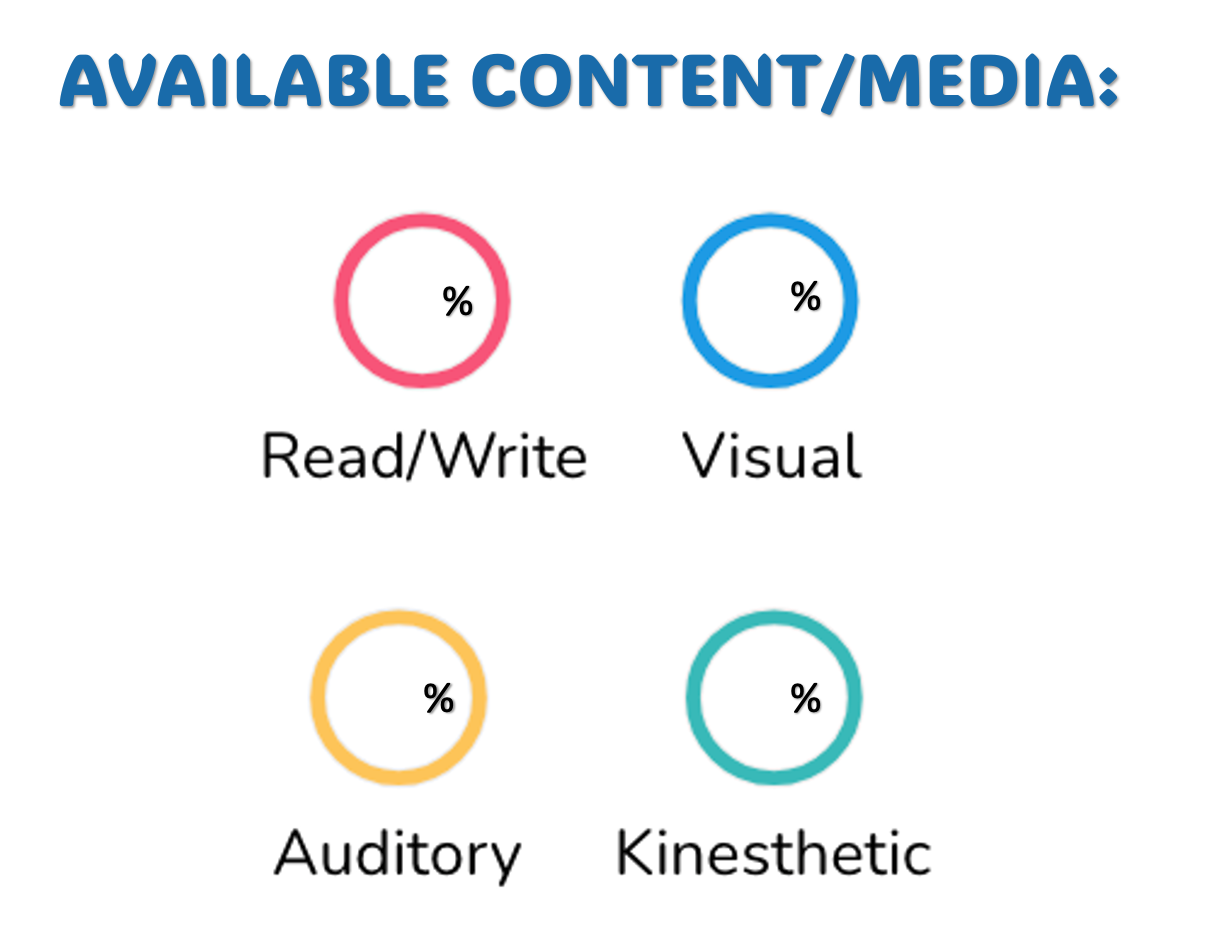 AVAILABLE CONTENT/MEDIA:
% %
Read/Write Visual
% %
Auditory Kinesthetic